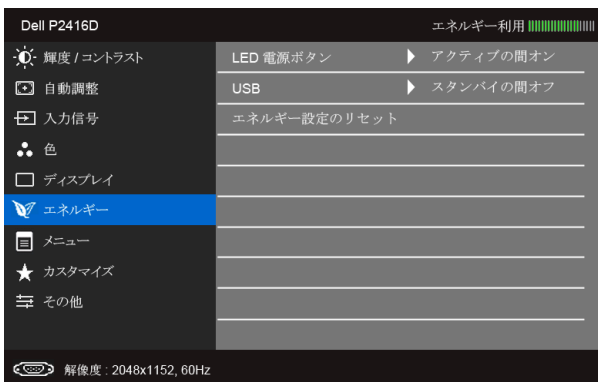 Dell P2416D エネルギー利用
輝度 / コントラスト
自動調整
入力信号
色
ディスプレイ
エネルギー
メニュー
カスタマイズ
その他
LED 電源ボタン アクティブの間オン
USB スタンバイの間オフ
エネルギー設定のリセット
解像度 : 2048x1152, 60Hz